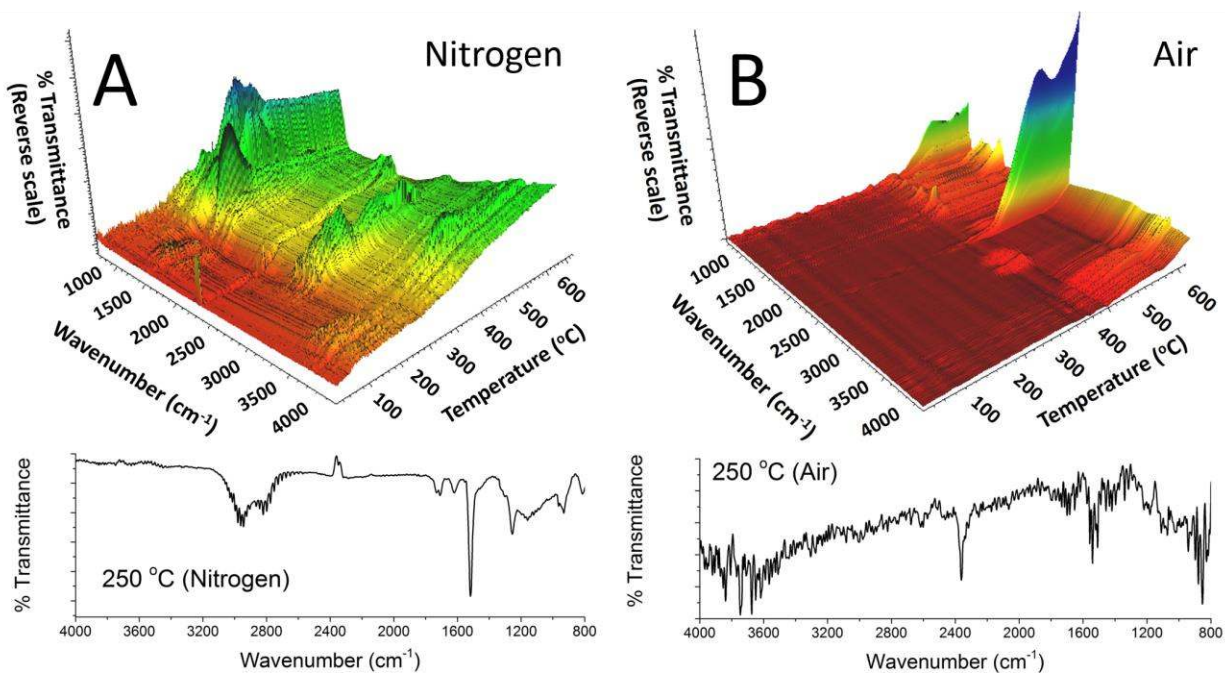 A
Nitrogen
% Transmittance
(Reverse scale)
1000
1500
2000
2500
3000
3500
4000
Wavenumber (cm⁻¹)
100
200
300
400
500
600
Temperature (°C)
B
Air
% Transmittance
(Reverse scale)
1000
1500
2000
2500
3000
3500
4000
Wavenumber (cm⁻¹)
100
200
300
400
500
600
Temperature (°C)
% Transmittance
250 °C (Nitrogen)
4000 3600 3200 2800 2400 2000 1600 1200 800
Wavenumber (cm⁻¹)
% Transmittance
250 °C (Air)
4000 3600 3200 2800 2400 2000 1600 1200 800
Wavenumber (cm⁻¹)